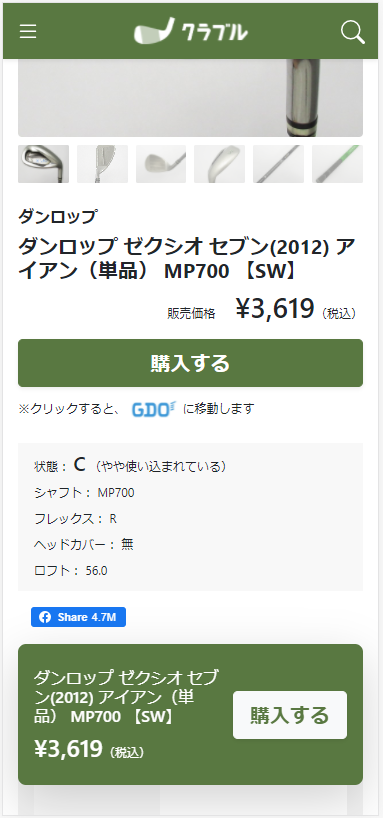 クラブル
ダンロップ
ダンロップ ゼクシオ セブン(2012) ア
イアン（単品） MP700 【SW】
販売価格 ¥3,619（税込）
購入する
※クリックすると、 GDO に移動します
状態： C （やや使い込まれている）
シャフト： MP700
フレックス： R
ヘッドカバー： 無
ロフト： 56.0
Share 4.7M
ダンロップ ゼクシオ セブ
ン(2012) アイアン（単
品） MP700 【SW】
¥3,619（税込）
購入する